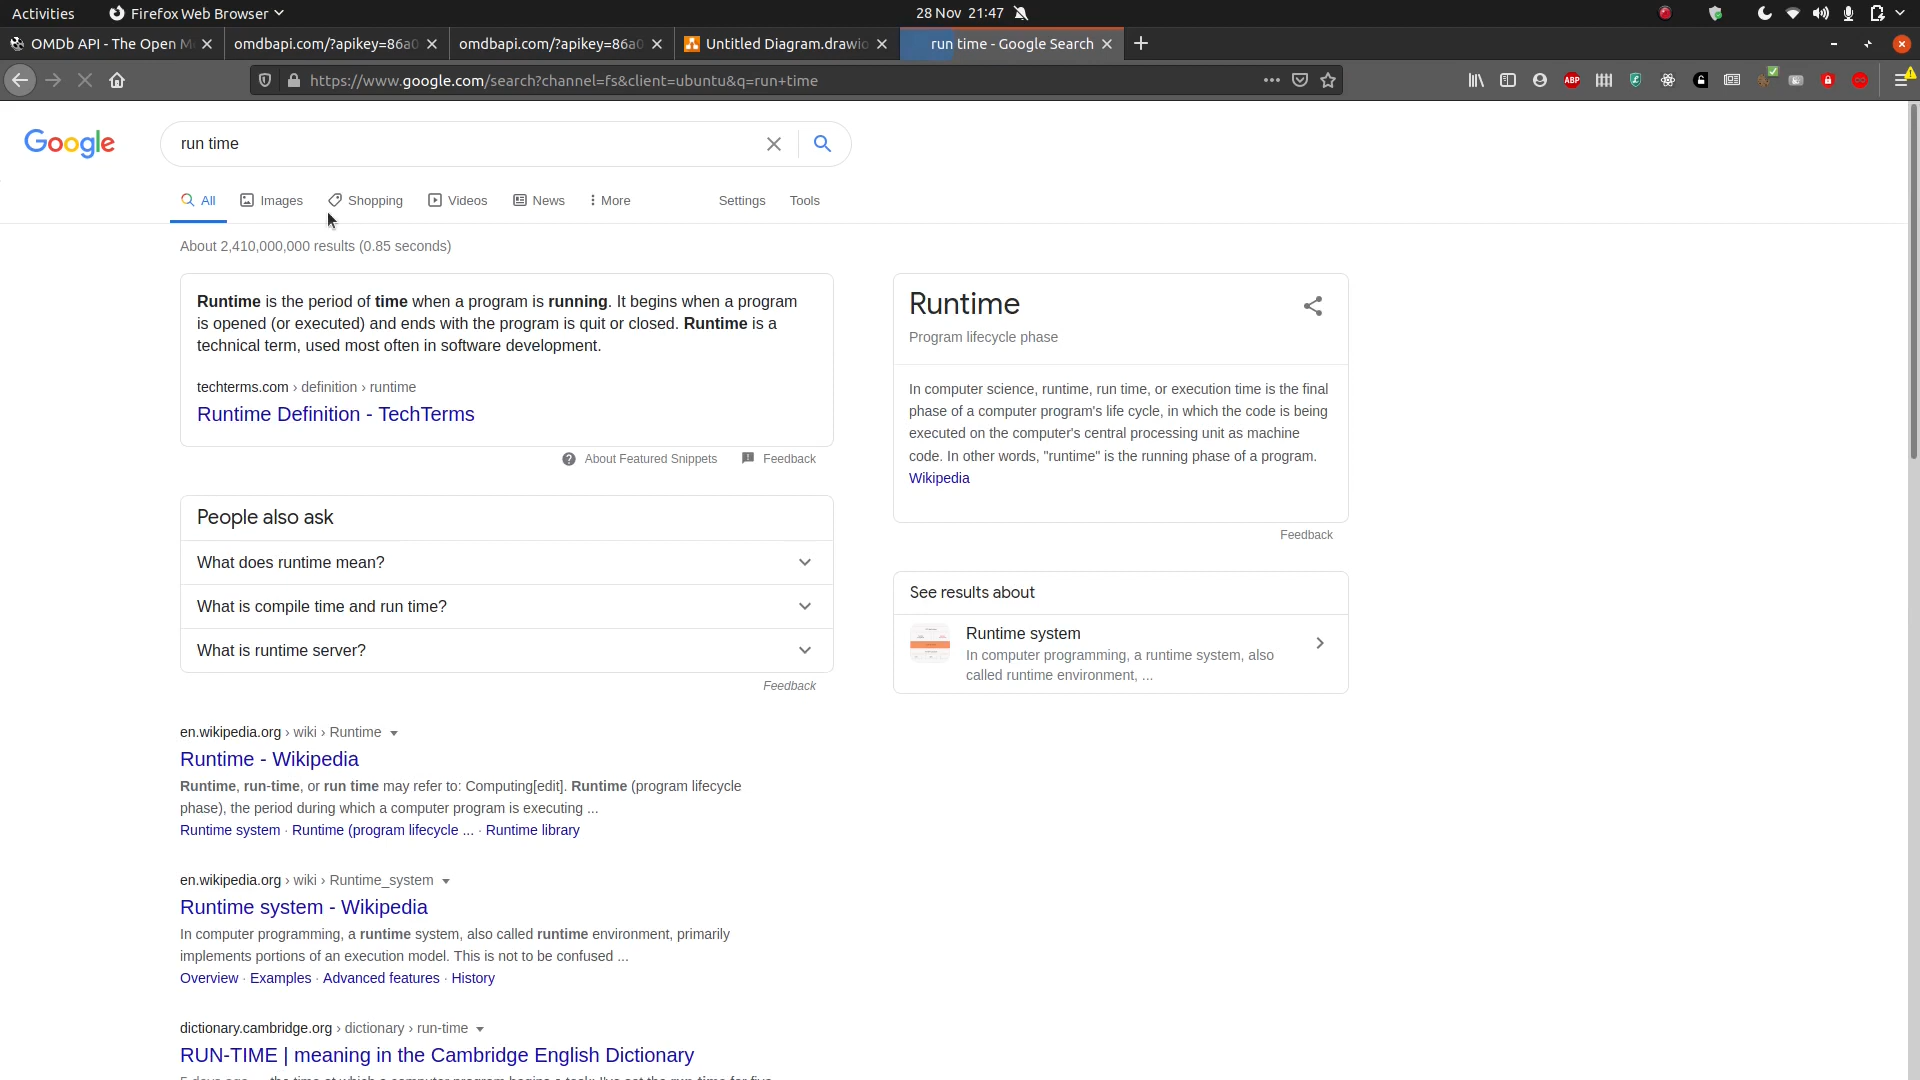 Activities Firefox Web Browser 28 Nov 21:47
OMDb API - The Open M omdbapi.com/?apikey=86a0 omdbapi.com/?apikey=86a0 Untitled Diagram.drawio run time - Google Search
https://www.google.com/search?channel=fs&client=ubuntu&q=run+time
ABP
Google
run time
All Images Shopping Videos News More Settings Tools
About 2,410,000,000 results (0.85 seconds)
Runtime is the period of time when a program is running. It begins when a program
is opened (or executed) and ends with the program is quit or closed. Runtime is a
technical term, used most often in software development.
techterms.com › definition › runtime
Runtime Definition - TechTerms
About Featured Snippets Feedback
People also ask
What does runtime mean?
What is compile time and run time?
What is runtime server?
Feedback
en.wikipedia.org › wiki › Runtime
Runtime - Wikipedia
Runtime, run-time, or run time may refer to: Computing[edit]. Runtime (program lifecycle
phase), the period during which a computer program is executing ...
Runtime system · Runtime (program lifecycle ... · Runtime library
en.wikipedia.org › wiki › Runtime_system
Runtime system - Wikipedia
In computer programming, a runtime system, also called runtime environment, primarily
implements portions of an execution model. This is not to be confused ...
Overview · Examples · Advanced features · History
dictionary.cambridge.org › dictionary › run-time
RUN-TIME | meaning in the Cambridge English Dictionary
Runtime
Program lifecycle phase
In computer science, runtime, run time, or execution time is the final
phase of a computer program's life cycle, in which the code is being
executed on the computer's central processing unit as machine
code. In other words, "runtime" is the running phase of a program.
Wikipedia
Feedback
See results about
Runtime system
In computer programming, a runtime system, also
called runtime environment, ...